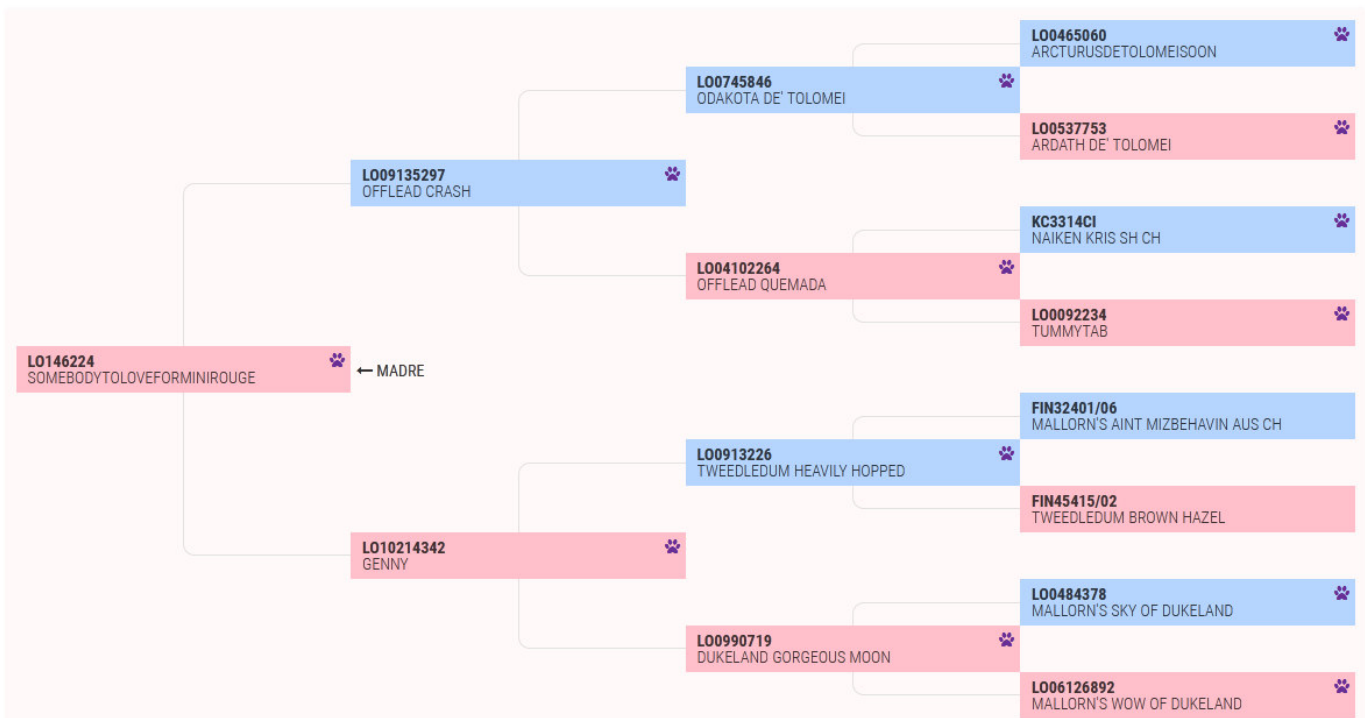 LO0465060
ARCTURUSDETOLOMEISOON
LO0745846
ODAKOTA DE' TOLOMEI
LO0537753
ARDATH DE' TOLOMEI
LO09135297
OFFLEAD CRASH
KC3314CI
NAIKEN KRIS SH CH
LO04102264
OFFLEAD QUEMADA
LO0092234
TUMMYTAB
LO146224
SOMEBODYTOLOVEFORMINIROUGE
← MADRE
FIN32401/06
MALLORN'S AINT MIZBEHAVIN AUS CH
LO0913226
TWEEDLEDUM HEAVILY HOPPED
FIN45415/02
TWEEDLEDUM BROWN HAZEL
LO10214342
GENNY
LO0484378
MALLORN'S SKY OF DUKELAND
LO0990719
DUKELAND GORGEOUS MOON
LO06126892
MALLORN'S WOW OF DUKELAND